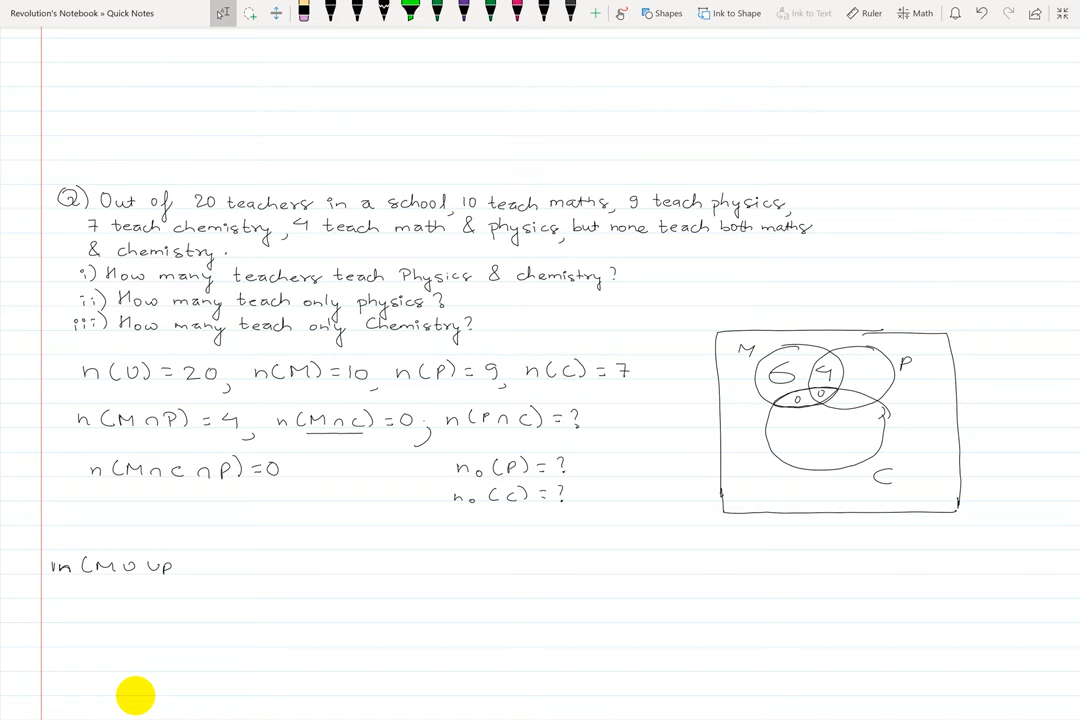 Revolution's Notebook » Quick Notes
Shapes Ink to Shape Ink to Text Ruler Math
Q) Out of 20 teachers in a school, 10 teach maths, 9 teach physics,
7 teach chemistry, 4 teach math & physics, but none teach both maths
& chemistry.
i) How many teachers teach Physics & chemistry?
ii) How many teach only physics?
iii) How many teach only Chemistry?
n(U) = 20, n(M) = 10, n(P) = 9, n(C) = 7
n(M∩P) = 4, n(M∩C) = 0; n(P∩C) = ?
n(M∩C∩P) = 0
n₀(P) = ?
n₀(C) = ?
M P
6 4
0 0
C
n(M∪ ∪P